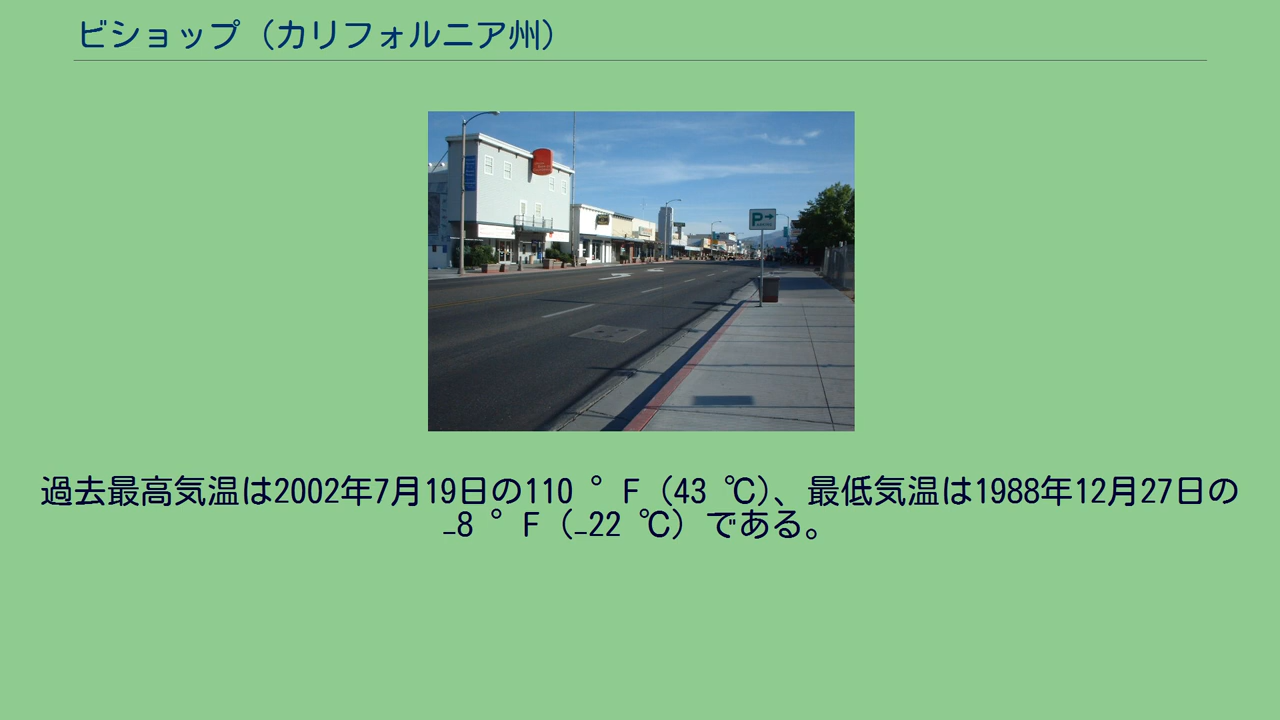 ビショップ（カリフォルニア州）
P→
過去最高気温は2002年7月19日の110 °F（43 ℃）、最低気温は1988年12月27日の
–8 °F（–22 ℃）である。